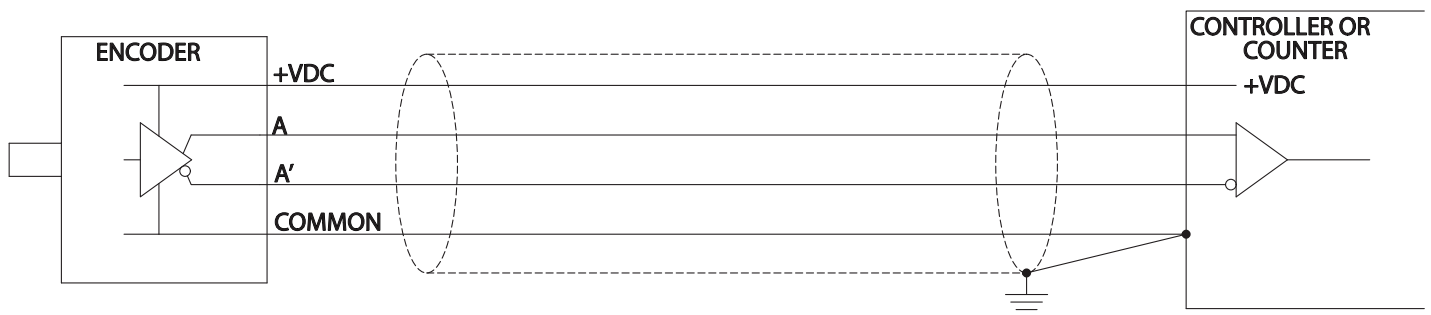 ENCODER
+VDC
A
A′
COMMON
CONTROLLER OR
COUNTER
+VDC